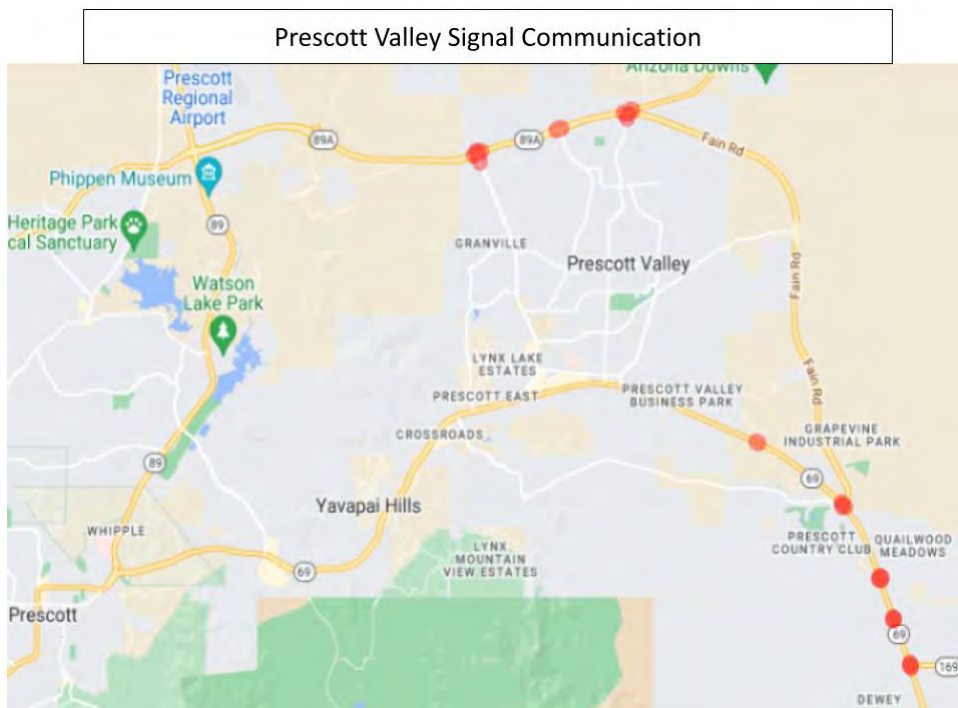 Prescott Valley Signal Communication
Arizona Downs
Prescott
Regional
Airport
89A
89A
Fain Rd
Phippen Museum
89
Heritage Park
cal Sanctuary
GRANVILLE
Prescott Valley
Fain Rd
Watson
Lake Park
LYNX LAKE
ESTATES
PRESCOTT EAST
PRESCOTT VALLEY
BUSINESS PARK
Fain Rd
CROSSROADS
GRAPEVINE
INDUSTRIAL PARK
89
69
Yavapai Hills
WHIPPLE
PRESCOTT
COUNTRY CLUB
QUAILWOOD
MEADOWS
LYNX
MOUNTAIN
VIEW ESTATES
69
Prescott
69
169
DEWEY